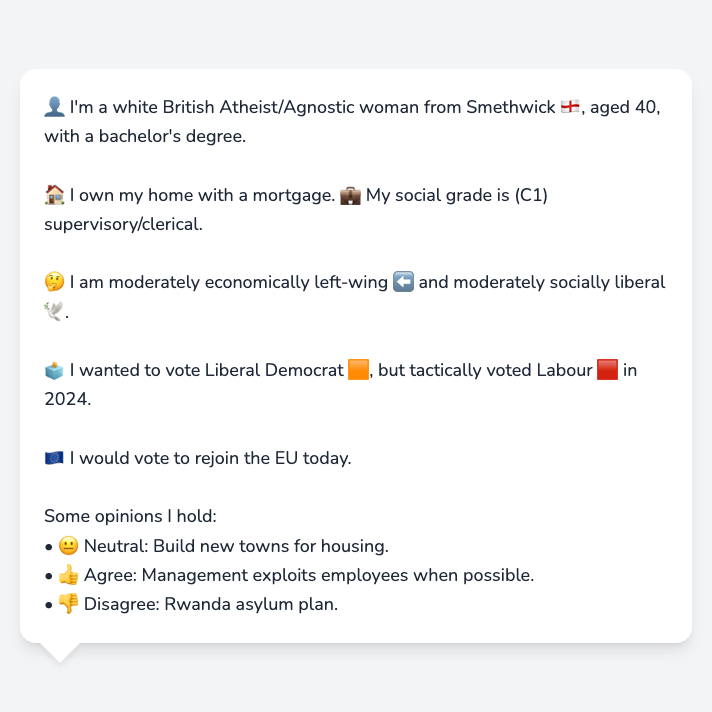 👤 I'm a white British Atheist/Agnostic woman from Smethwick 🏴󠁧󠁢󠁥󠁮󠁧󠁿, aged 40,
with a bachelor's degree.
🏠 I own my home with a mortgage. 💼 My social grade is (C1)
supervisory/clerical.
🤔 I am moderately economically left-wing ⬅️ and moderately socially liberal
🕊️.
🗳️ I wanted to vote Liberal Democrat 🟧, but tactically voted Labour 🟥 in
2024.
🇪🇺 I would vote to rejoin the EU today.
Some opinions I hold:
• 😐 Neutral: Build new towns for housing.
• 👍 Agree: Management exploits employees when possible.
• 👎 Disagree: Rwanda asylum plan.